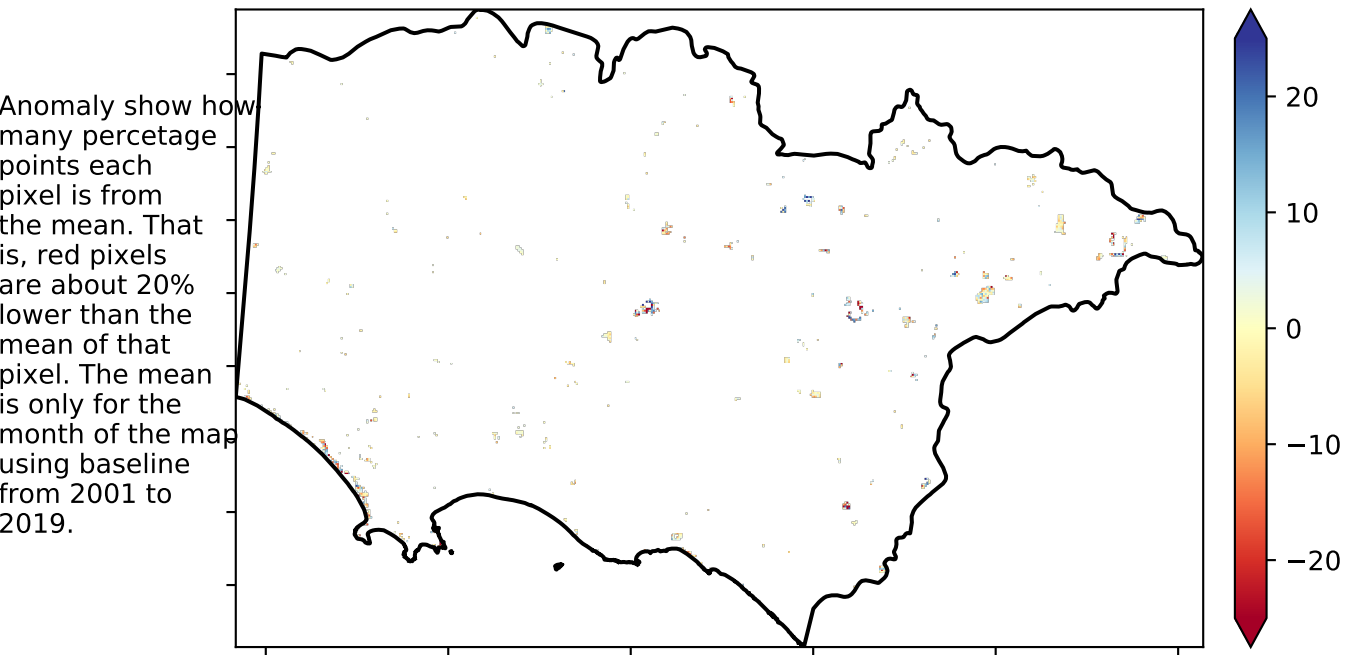 Anomaly show how
many percetage
points each
pixel is from
the mean. That
is, red pixels
are about 20%
lower than the
mean of that
pixel. The mean
is only for the
month of the map
using baseline
from 2001 to
2019.
20
10
0
−10
−20